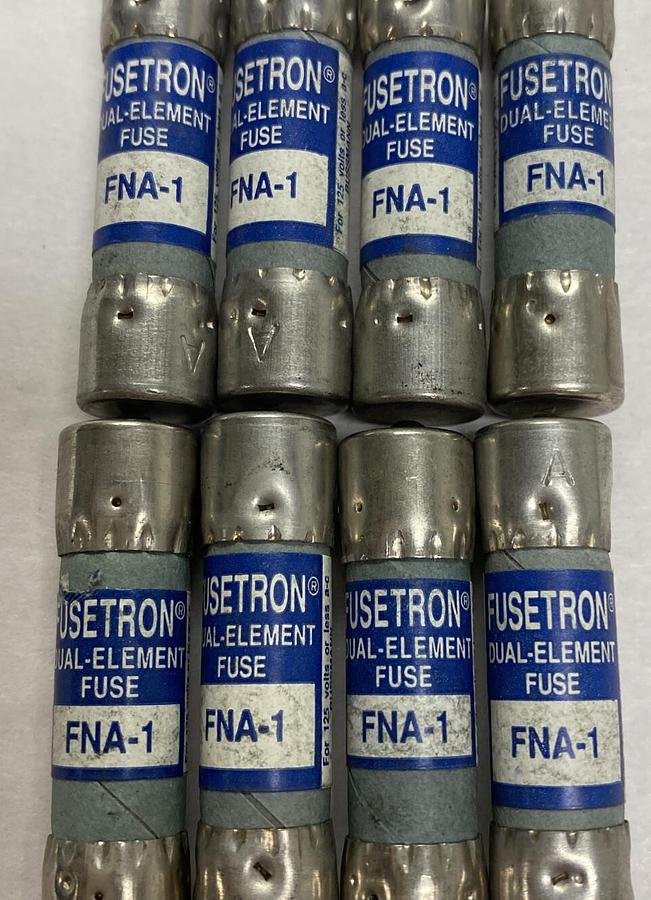 FUSETRON®
DUAL-ELEMENT
FUSE
FNA-1
A
USETRON®
UAL-ELEMENT
FUSE
FNA-1
For 125 volts or less a-c
A
FUSETRON®
DUAL-ELEMENT
FUSE
FNA-1
FUSETRON
DUAL-ELEMEN
FUSE
FNA-1
FUSETRON®
DUAL-ELEMENT
FUSE
FNA-1
USETRON®
UAL-ELEMENT
FUSE
FNA-1
For 125 volts or less a-c
FUSETRON®
DUAL-ELEMENT
FUSE
FNA-1
A
FUSETRON®
DUAL-ELEMENT
FUSE
FNA-1